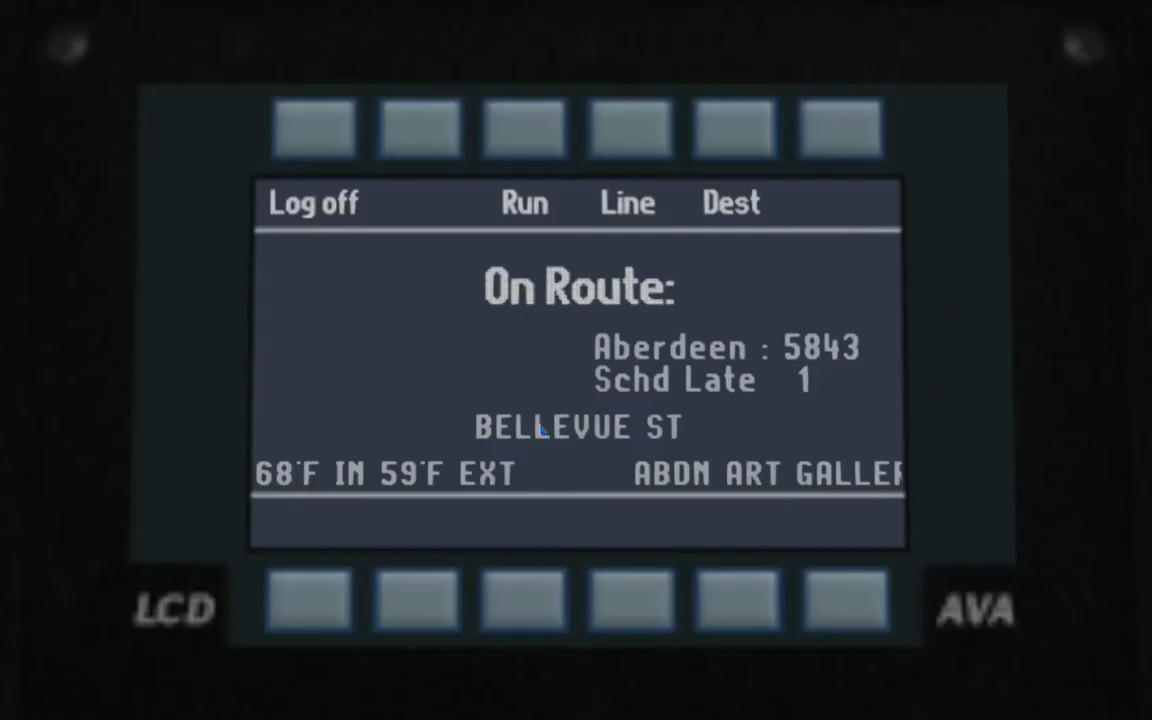 Log off Run Line Dest
On Route:
Aberdeen : 5843
Schd Late 1
BELLEVUE ST
68°F IN 59°F EXT ABDN ART GALLER
LCD AVA